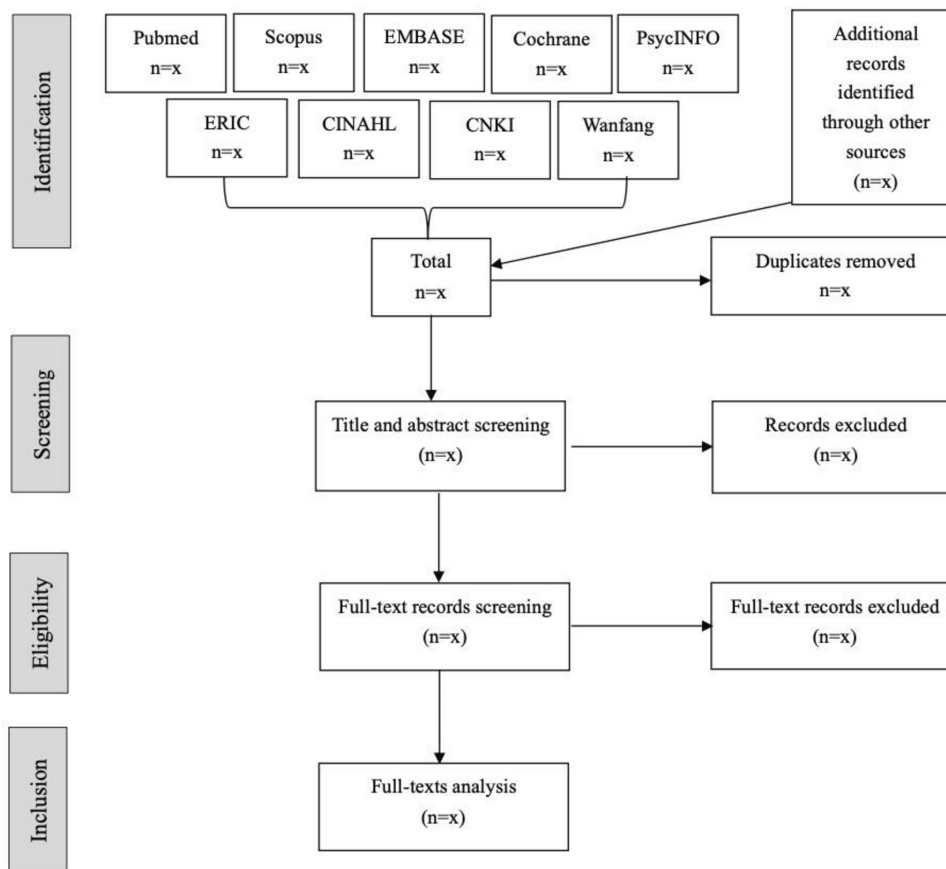 Identification
Pubmed
n=x
Scopus
n=x
EMBASE
n=x
Cochrane
n=x
PsycINFO
n=x
Additional
records
identified
through other
sources
(n=x)
ERIC
n=x
CINAHL
n=x
CNKI
n=x
Wanfang
n=x
Total
n=x
Duplicates removed
n=x
Screening
Title and abstract screening
(n=x)
Records excluded
(n=x)
Eligibility
Full-text records screening
(n=x)
Full-text records excluded
(n=x)
Inclusion
Full-texts analysis
(n=x)